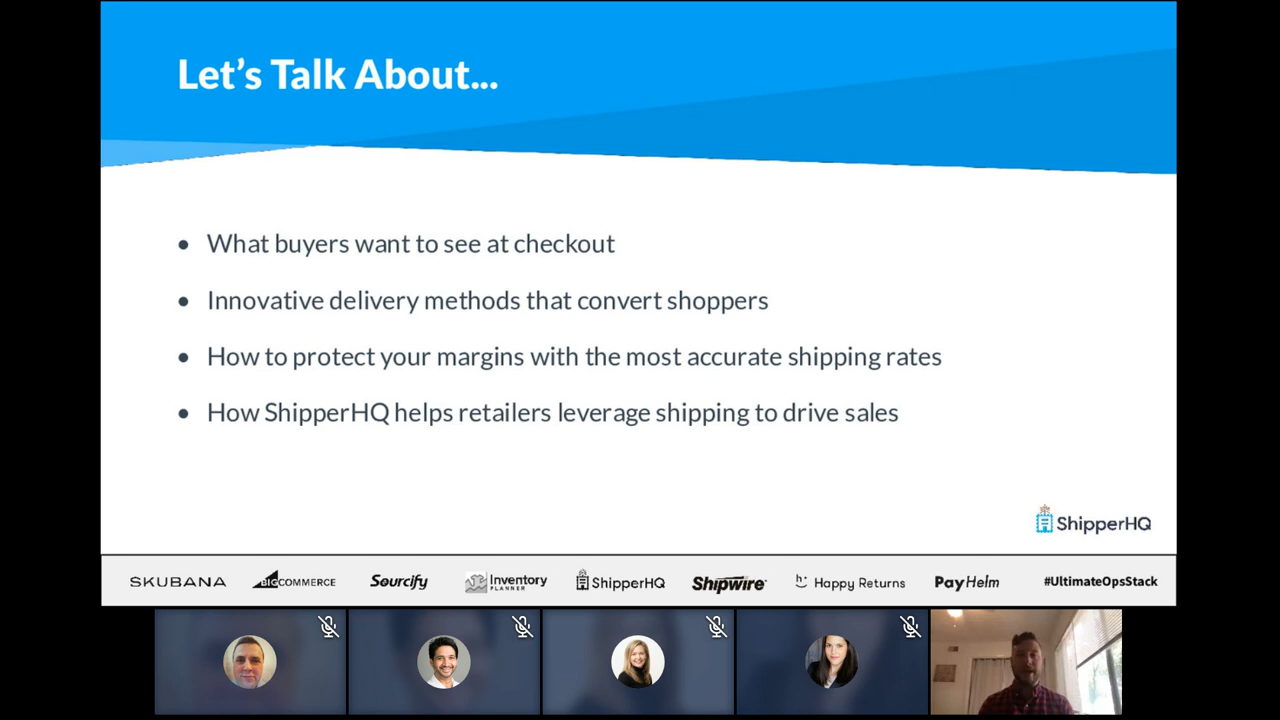 Let’s Talk About...
• What buyers want to see at checkout
• Innovative delivery methods that convert shoppers
• How to protect your margins with the most accurate shipping rates
• How ShipperHQ helps retailers leverage shipping to drive sales
ShipperHQ
SKUBANA BIGCOMMERCE Sourcify Inventory PLANNER ShipperHQ Shipwire Happy Returns PayHelm #UltimateOpsStack